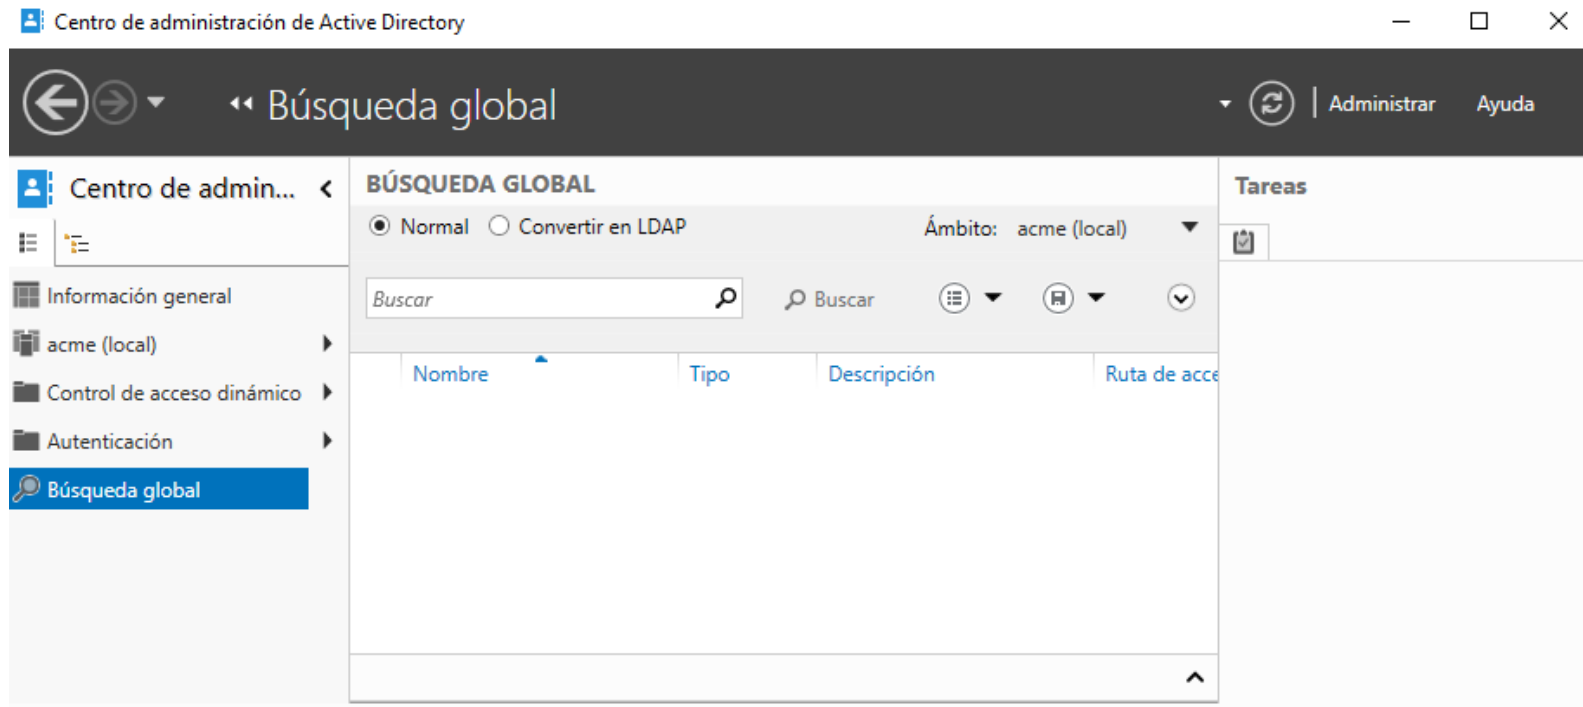 Centro de administración de Active Directory
Búsqueda global
Administrar Ayuda
Centro de admin...
Información general
acme (local)
Control de acceso dinámico
Autenticación
Búsqueda global
BÚSQUEDA GLOBAL
Normal Convertir en LDAP Ámbito: acme (local)
Buscar Buscar
Nombre Tipo Descripción Ruta de acce
Tareas